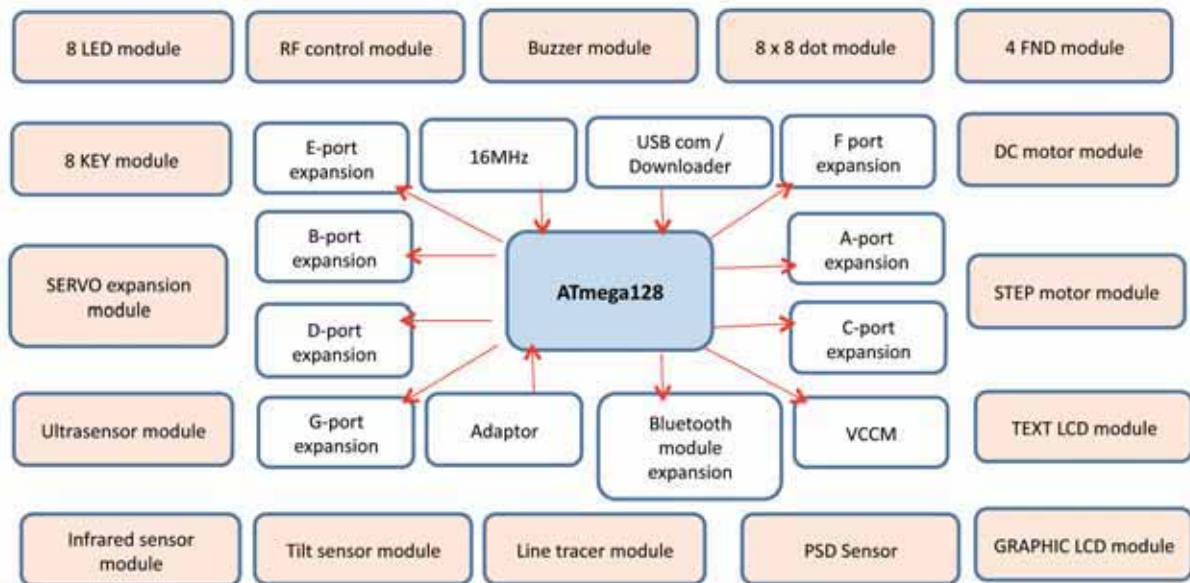 8 LED module
RF control module
Buzzer module
8 x 8 dot module
4 FND module
8 KEY module
E-port
expansion
16MHz
USB com /
Downloader
F port
expansion
DC motor module
SERVO expansion
module
B-port
expansion
ATmega128
A-port
expansion
STEP motor module
D-port
expansion
C-port
expansion
Ultrasensor module
G-port
expansion
Adaptor
Bluetooth
module
expansion
VCCM
TEXT LCD module
Infrared sensor
module
Tilt sensor module
Line tracer module
PSD Sensor
GRAPHIC LCD module